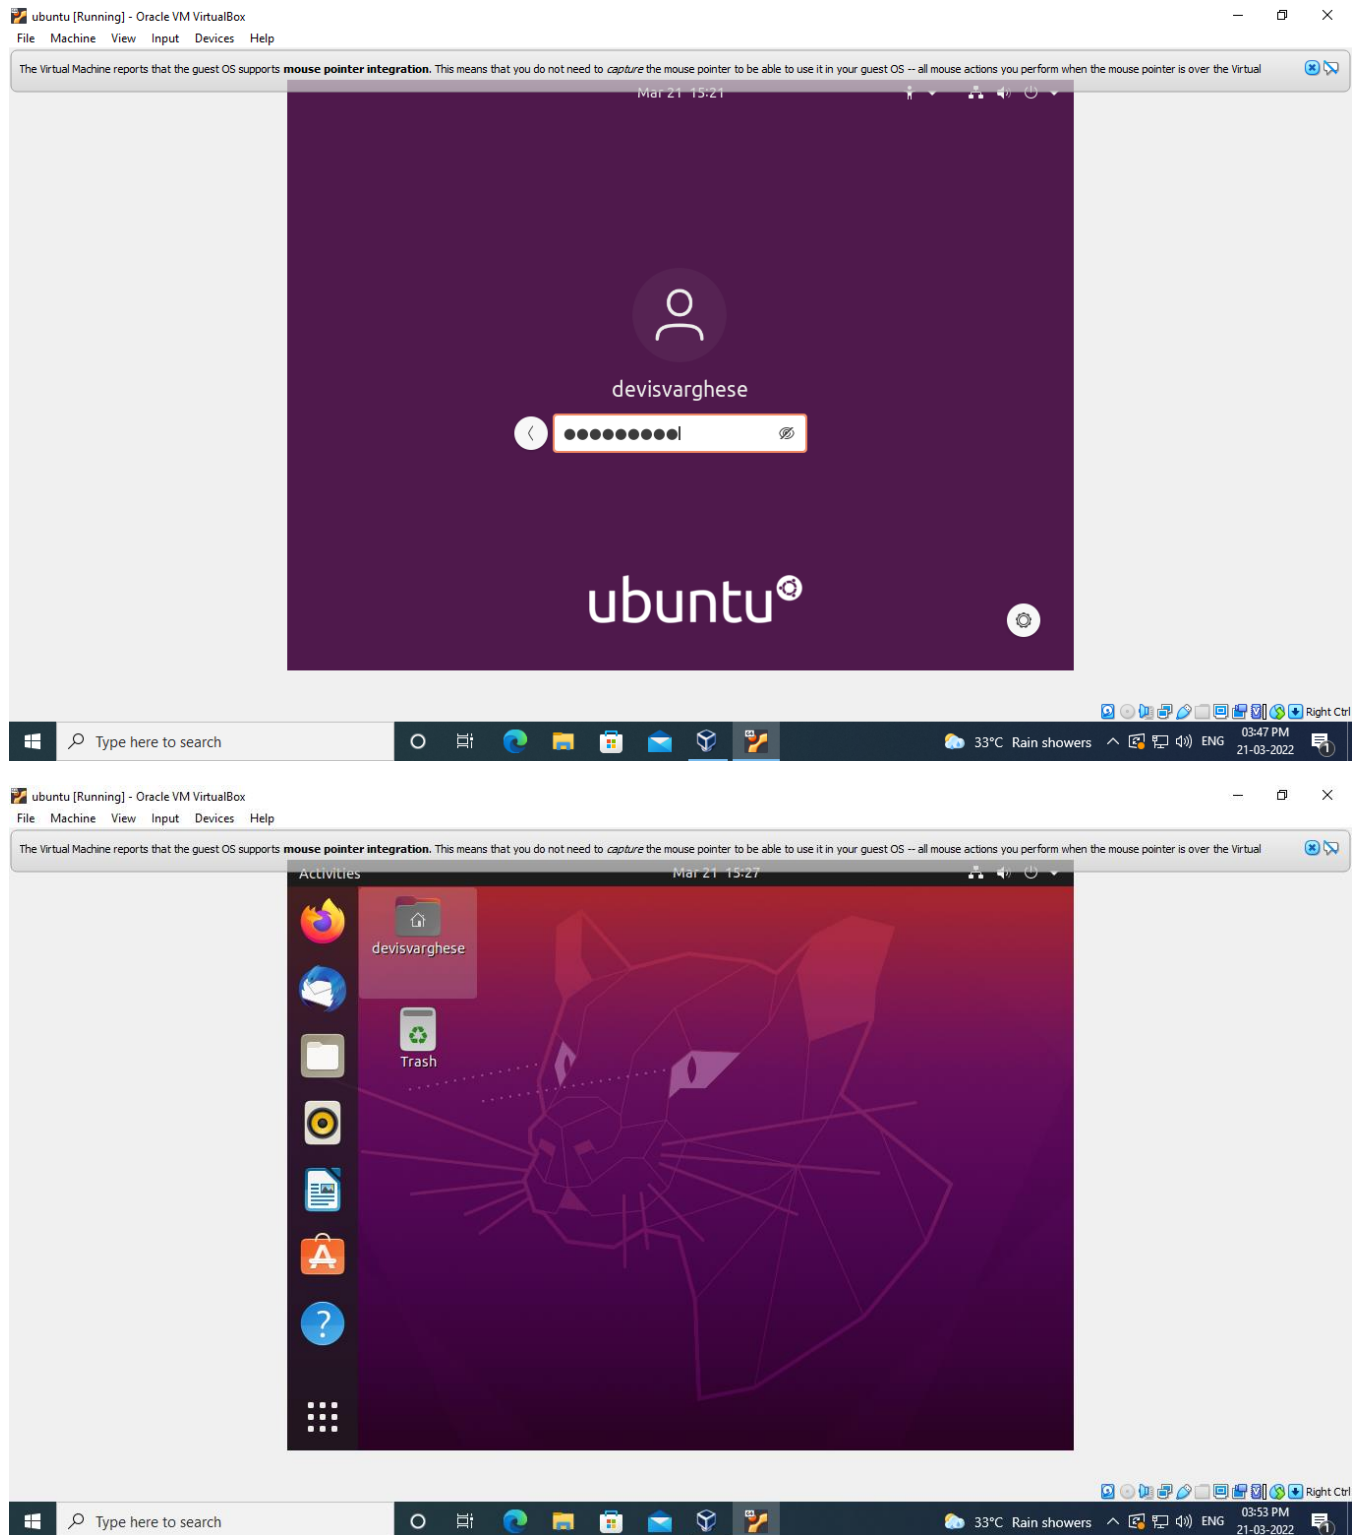 ubuntu [Running] - Oracle VM VirtualBox
File Machine View Input Devices Help
The Virtual Machine reports that the guest OS supports mouse pointer integration. This means that you do not need to capture the mouse pointer to be able to use it in your guest OS -- all mouse actions you perform when the mouse pointer is over the Virtual
Mar 21 15:21
devisvarghese
ubuntu
Right Ctrl
Type here to search
33°C Rain showers
ENG
03:47 PM
21-03-2022
1
ubuntu [Running] - Oracle VM VirtualBox
File Machine View Input Devices Help
The Virtual Machine reports that the guest OS supports mouse pointer integration. This means that you do not need to capture the mouse pointer to be able to use it in your guest OS -- all mouse actions you perform when the mouse pointer is over the Virtual
Activities
Mar 21 15:27
devisvarghese
Trash
Right Ctrl
Type here to search
33°C Rain showers
ENG
03:53 PM
21-03-2022